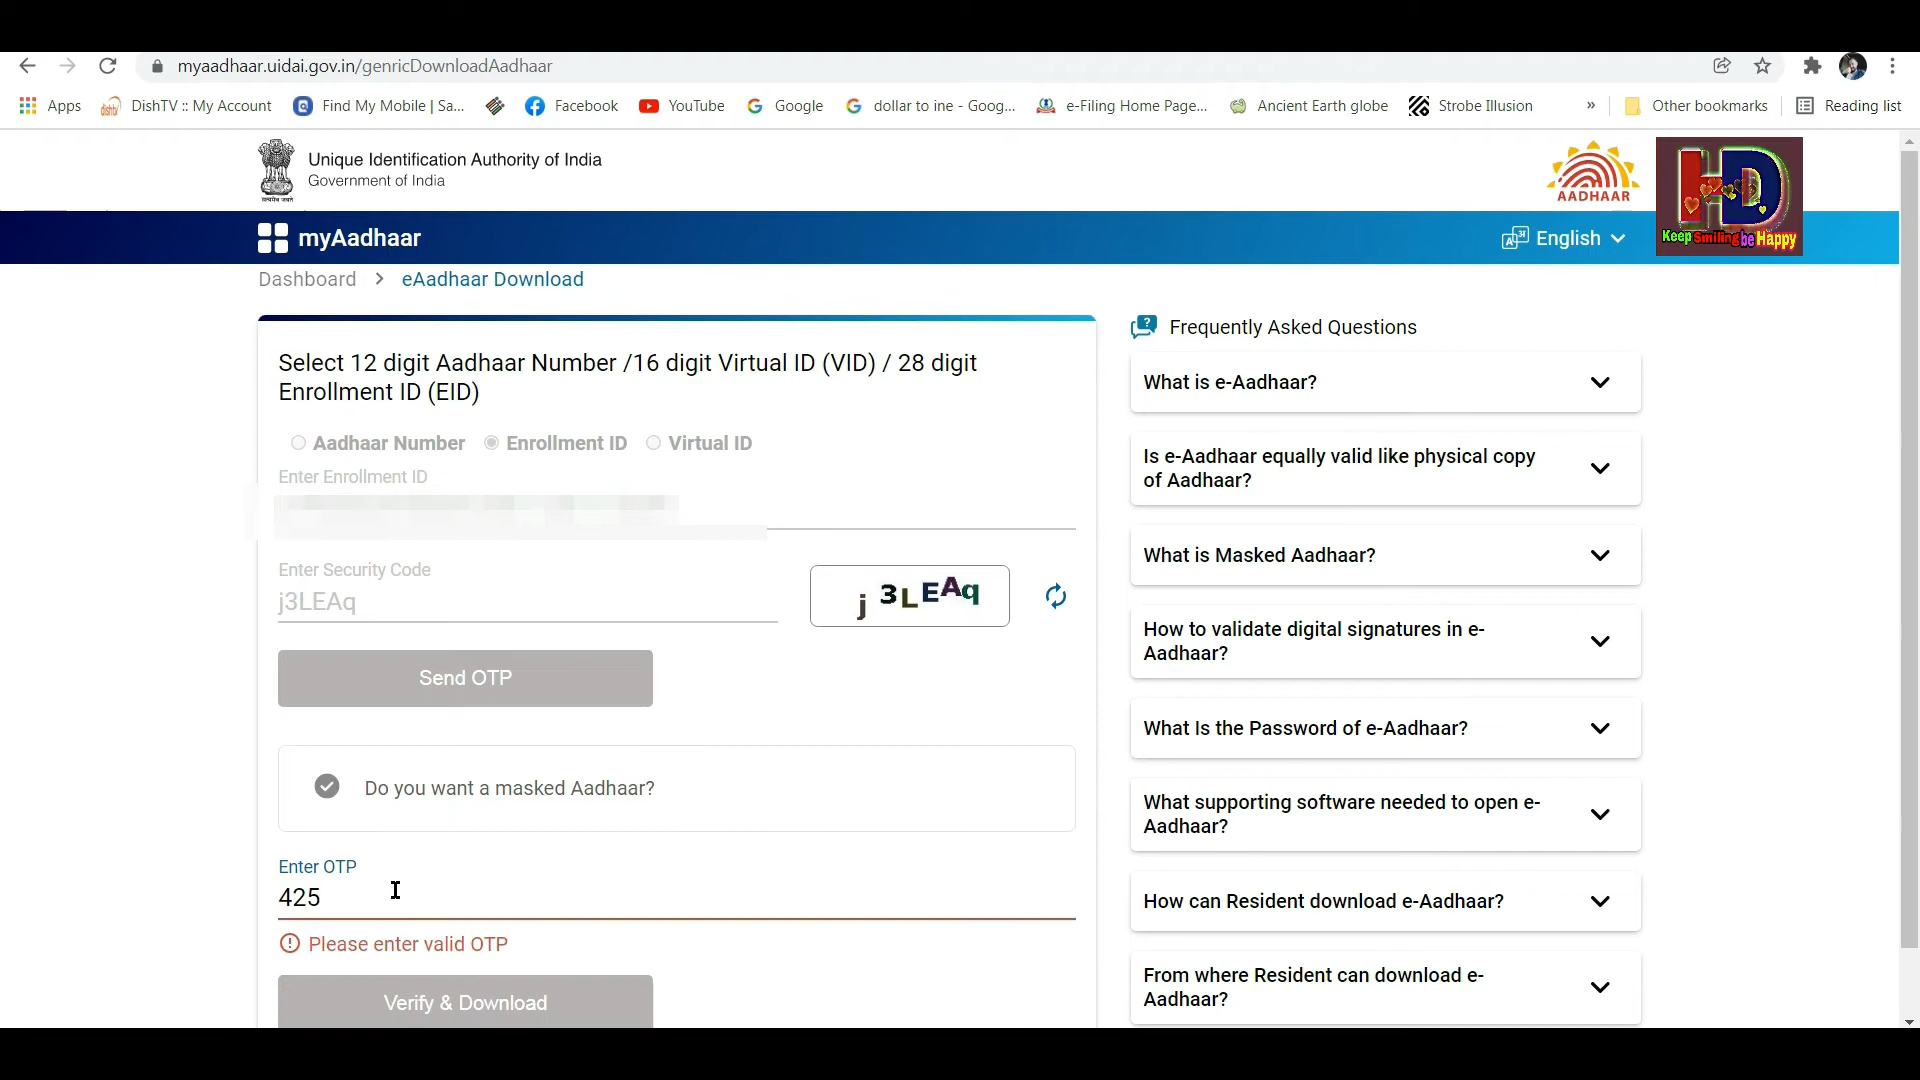 myaadhaar.uidai.gov.in/genricDownloadAadhaar
Apps DishTV :: My Account Find My Mobile | Sa... Facebook YouTube Google dollar to ine - Goog... e-Filing Home Page... Ancient Earth globe Strobe Illusion » Other bookmarks Reading list
Unique Identification Authority of India
Government of India
सत्यमेव जयते
AADHAAR
HD
Keep Smiling be Happy
myAadhaar
English
Dashboard > eAadhaar Download
Select 12 digit Aadhaar Number /16 digit Virtual ID (VID) / 28 digit
Enrollment ID (EID)
Aadhaar Number Enrollment ID Virtual ID
Enter Enrollment ID
Enter Security Code
j3LEAq
j3LEAq
Send OTP
Do you want a masked Aadhaar?
Enter OTP
425
Please enter valid OTP
Verify & Download
Frequently Asked Questions
What is e-Aadhaar?
Is e-Aadhaar equally valid like physical copy
of Aadhaar?
What is Masked Aadhaar?
How to validate digital signatures in e-
Aadhaar?
What Is the Password of e-Aadhaar?
What supporting software needed to open e-
Aadhaar?
How can Resident download e-Aadhaar?
From where Resident can download e-
Aadhaar?